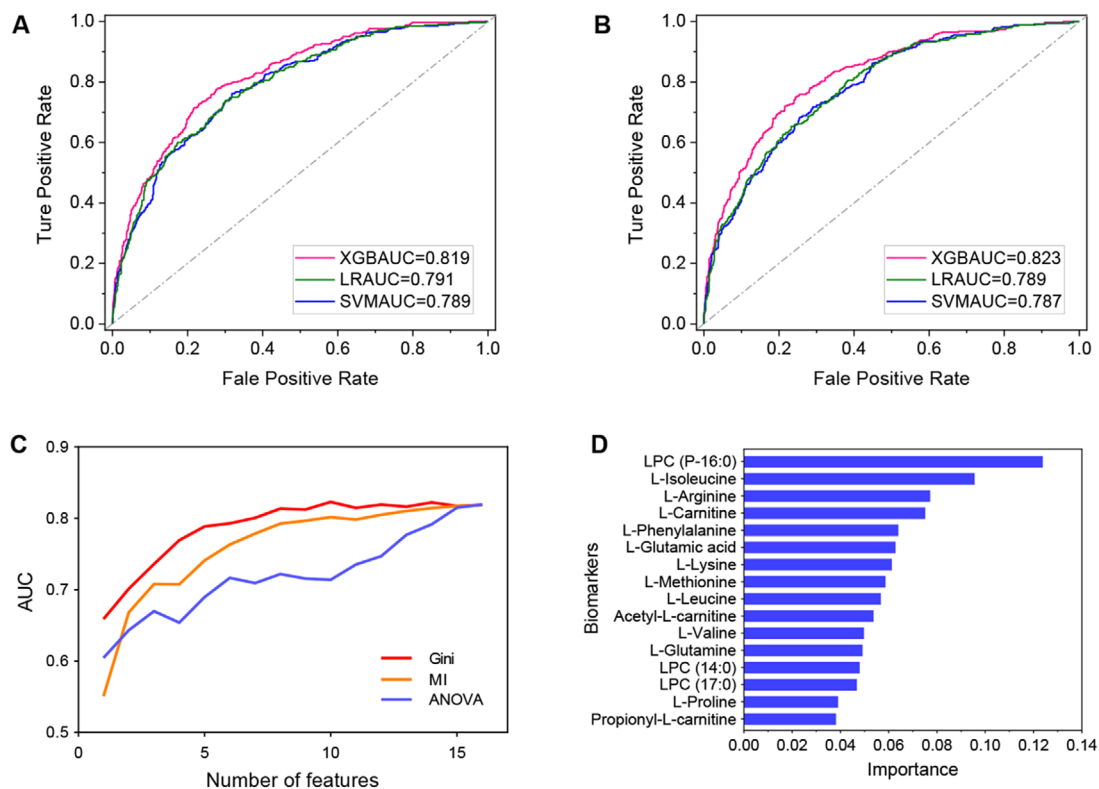 A
1.0
0.8
0.6
0.4
0.2
0.0
Ture Positive Rate
XGBAUC=0.819
LRAUC=0.791
SVMAUC=0.789
0.0 0.2 0.4 0.6 0.8 1.0
Fale Positive Rate
B
1.0
0.8
0.6
0.4
0.2
0.0
Ture Positive Rate
XGBAUC=0.823
LRAUC=0.789
SVMAUC=0.787
0.0 0.2 0.4 0.6 0.8 1.0
Fale Positive Rate
C
0.9
0.8
0.7
0.6
0.5
AUC
Gini
MI
ANOVA
0 5 10 15
Number of features
D
Biomarkers
LPC (P-16:0)
L-Isoleucine
L-Arginine
L-Carnitine
L-Phenylalanine
L-Glutamic acid
L-Lysine
L-Methionine
L-Leucine
Acetyl-L-carnitine
L-Valine
L-Glutamine
LPC (14:0)
LPC (17:0)
L-Proline
Propionyl-L-carnitine
0.00 0.02 0.04 0.06 0.08 0.10 0.12 0.14
Importance